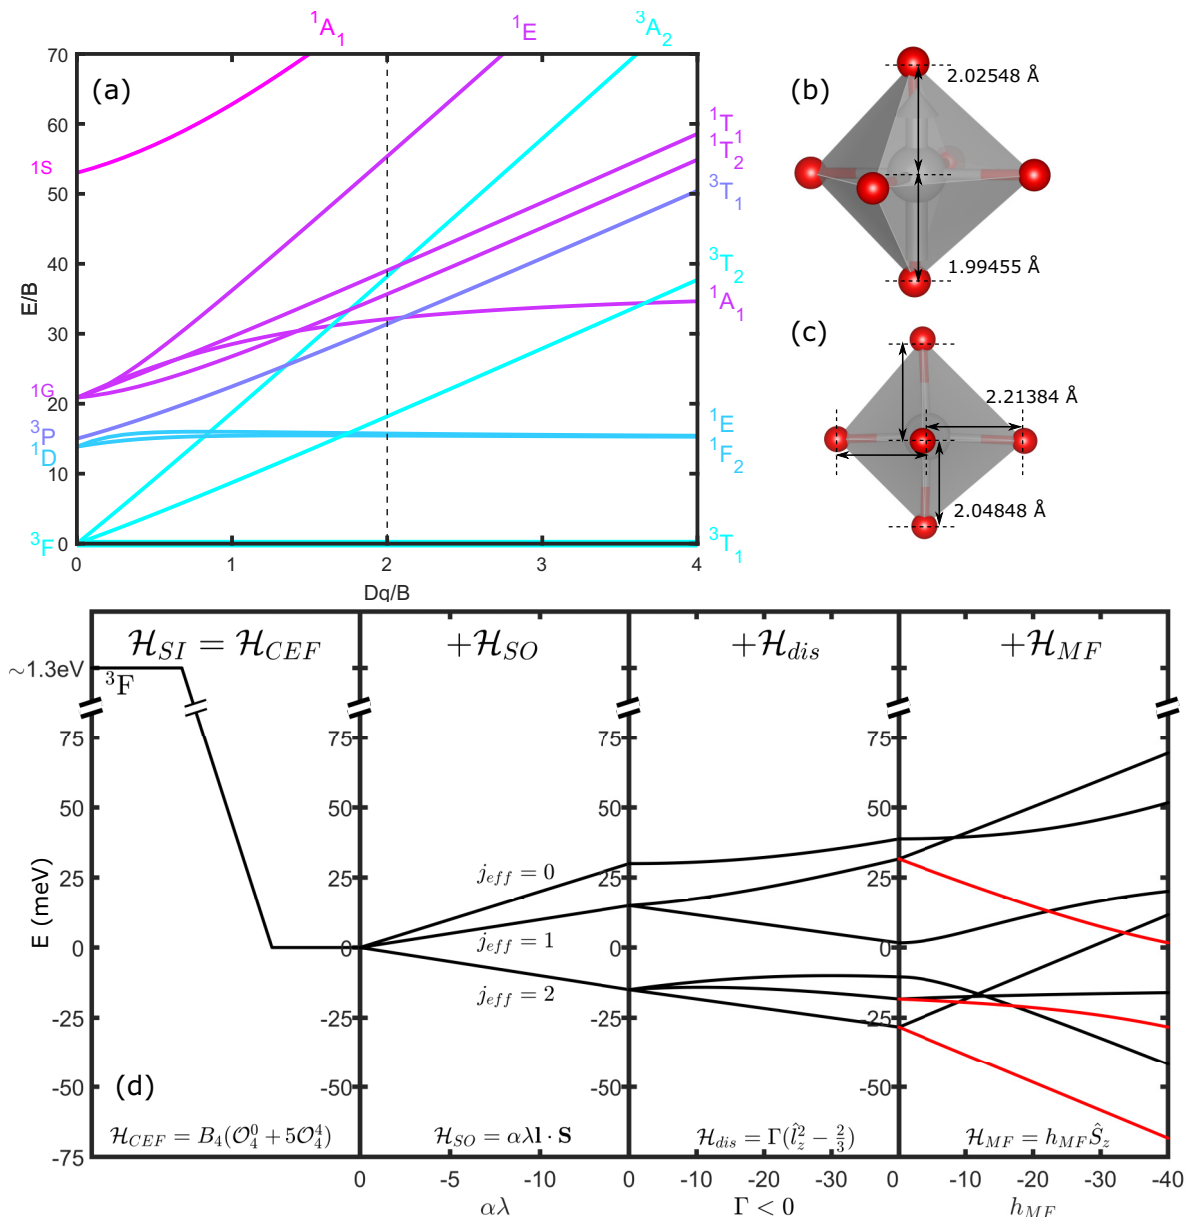 (a)
¹A₁
¹E
³A₂
70
60
50
40
30
20
10
0
E/B
¹S
¹G
³P
¹D
³F
¹T₁
¹T₂
³T₁
³T₂
¹A₁
¹E
¹F₂
³T₁
0
1
2
3
4
Dq/B
(b)
2.02548 Å
1.99455 Å
(c)
2.21384 Å
2.04848 Å
ℋ_SI = ℋ_CEF
+ℋ_SO
+ℋ_dis
+ℋ_MF
~1.3eV
³F
E (meV)
75
50
25
0
-25
-50
-75
75
50
25
0
-25
-50
75
50
25
0
-25
-50
75
50
25
0
-25
-50
j_eff = 0
j_eff = 1
j_eff = 2
(d)
ℋ_CEF = B₄(𝒪₄⁰ + 5𝒪₄⁴)
ℋ_SO = αλl · S
ℋ_dis = Γ(l̂_z² − 2/3)
ℋ_MF = h_MF Ŝ_z
0
-5
-10
0
-10
-20
-30
0
-10
-20
-30
-40
αλ
Γ < 0
h_MF